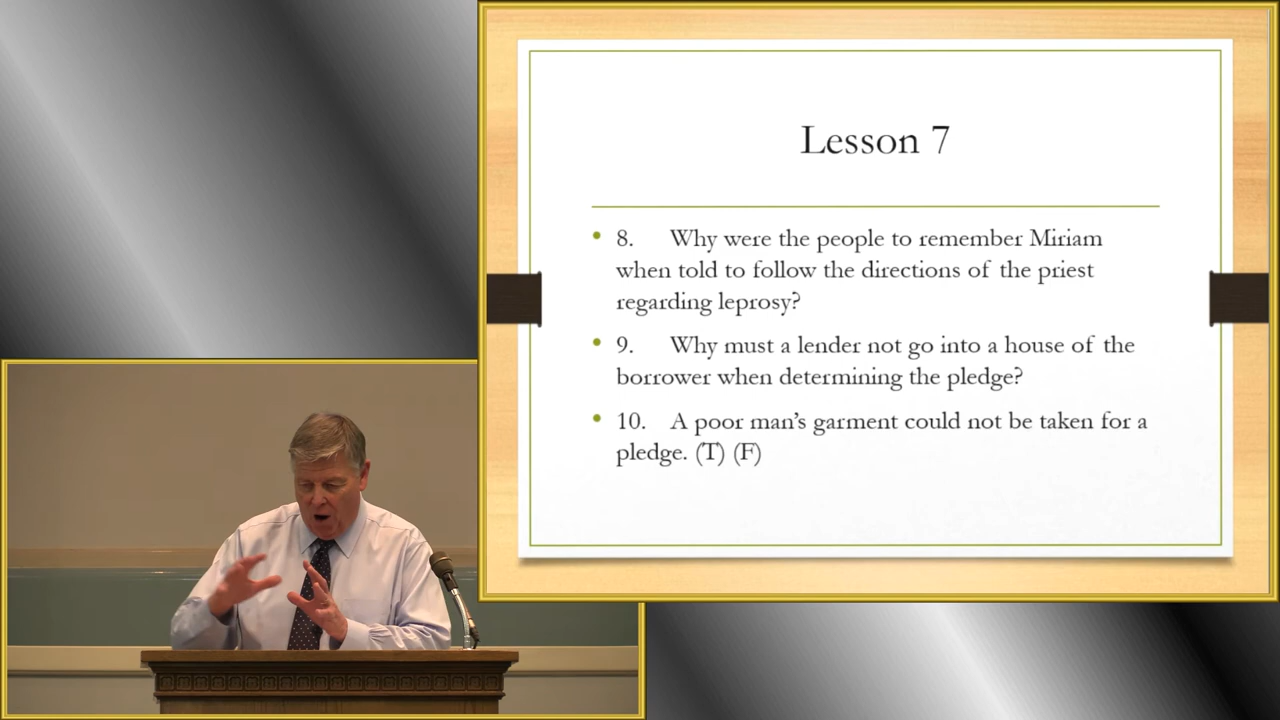 Lesson 7
• 8. Why were the people to remember Miriam
when told to follow the directions of the priest
regarding leprosy?
• 9. Why must a lender not go into a house of the
borrower when determining the pledge?
• 10. A poor man’s garment could not be taken for a
pledge. (T) (F)